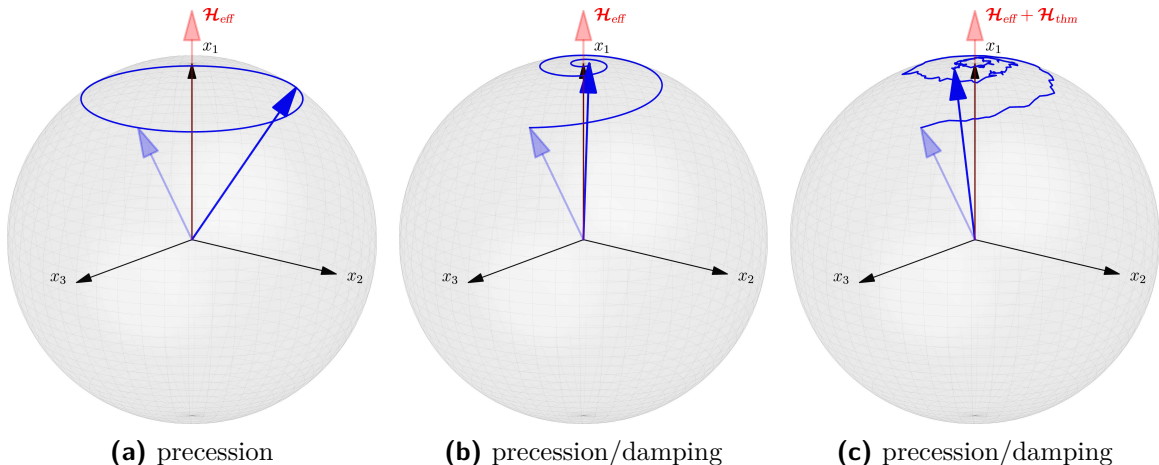 𝓗eff
x1
x3
x2
(a) precession
𝓗eff
x1
x3
x2
(b) precession/damping
𝓗eff + 𝓗thm
x1
x3
x2
(c) precession/damping